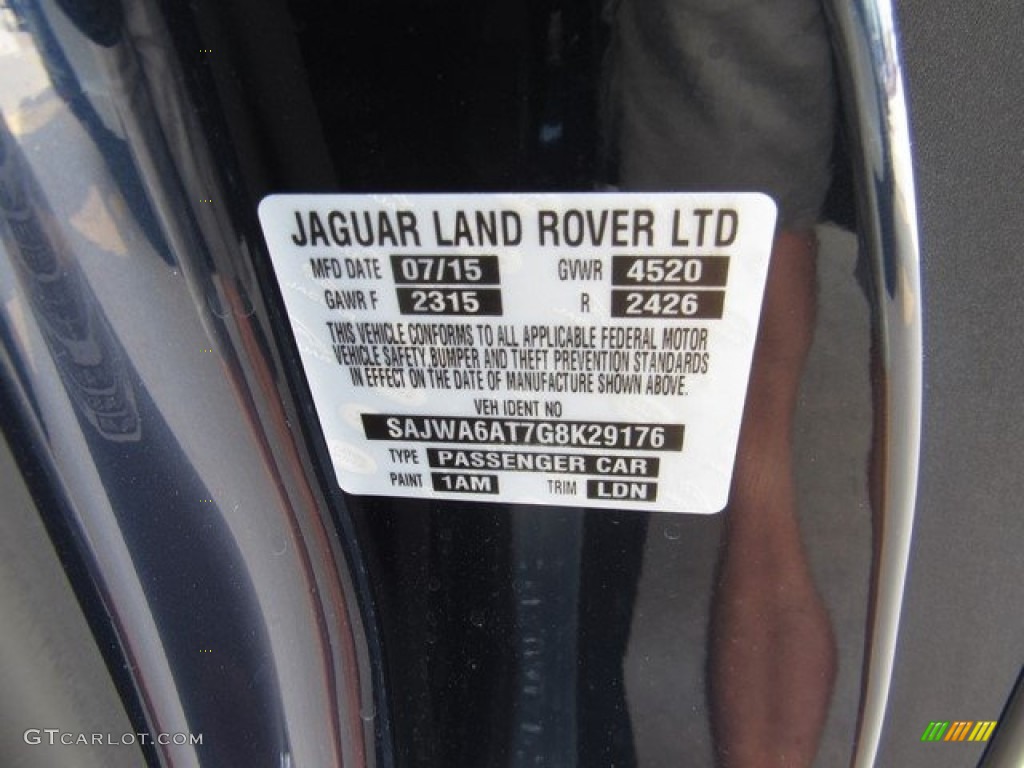 JAGUAR LAND ROVER LTD
MFD DATE 07/15 GVWR 4520
GAWR F 2315 R 2426
THIS VEHICLE CONFORMS TO ALL APPLICABLE FEDERAL MOTOR
VEHICLE SAFETY BUMPER AND THEFT PREVENTION STANDARDS
IN EFFECT ON THE DATE OF MANUFACTURE SHOWN ABOVE.
VEH IDENT NO
SAJWA6AT7G8K29176
TYPE PASSENGER CAR
PAINT 1AM TRIM LDN
GTCARLOT.COM